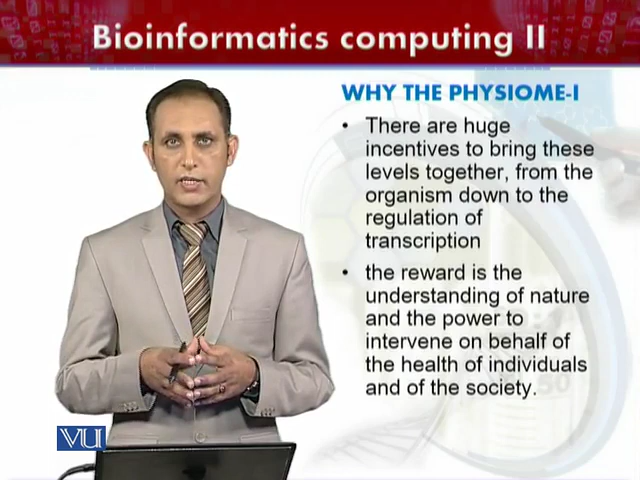 Bioinformatics computing II
WHY THE PHYSIOME-I
• There are huge
incentives to bring these
levels together, from the
organism down to the
regulation of
transcription
• the reward is the
understanding of nature
and the power to
intervene on behalf of
the health of individuals
and of the society.
VU